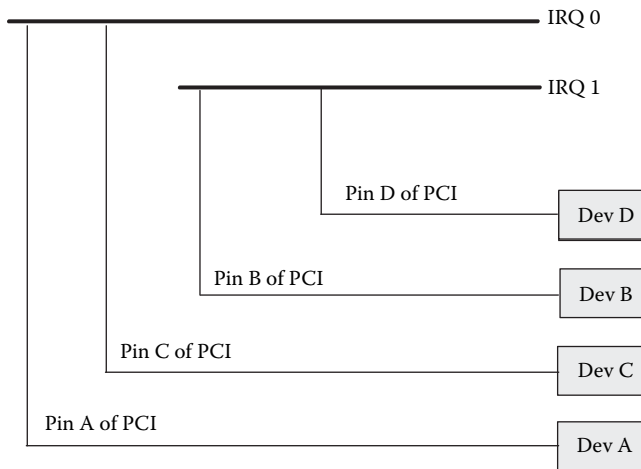 IRQ 0
IRQ 1
Pin D of PCI
Dev D
Pin B of PCI
Dev B
Pin C of PCI
Dev C
Pin A of PCI
Dev A